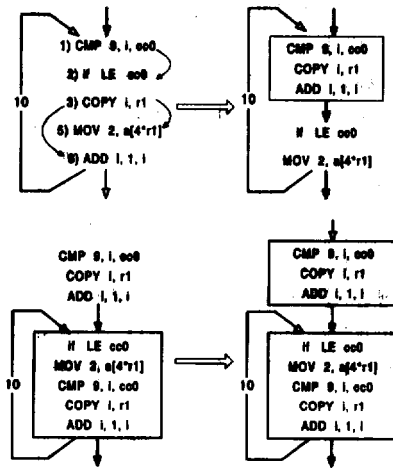 1) CMP 9, i, cc0
2) if LE cc0
3) COPY i, r1
5) MOV 2, a[4*r1]
6) ADD i, 1, i
10
CMP 9, i, cc0
COPY i, r1
ADD i, 1, i
if LE cc0
MOV 2, a[4*r1]
10
CMP 9, i, cc0
COPY i, r1
ADD i, 1, i
if LE cc0
MOV 2, a[4*r1]
CMP 9, i, cc0
COPY i, r1
ADD i, 1, i
10
CMP 9, i, cc0
COPY i, r1
ADD i, 1, i
if LE cc0
MOV 2, a[4*r1]
CMP 9, i, cc0
COPY i, r1
ADD i, 1, i
10